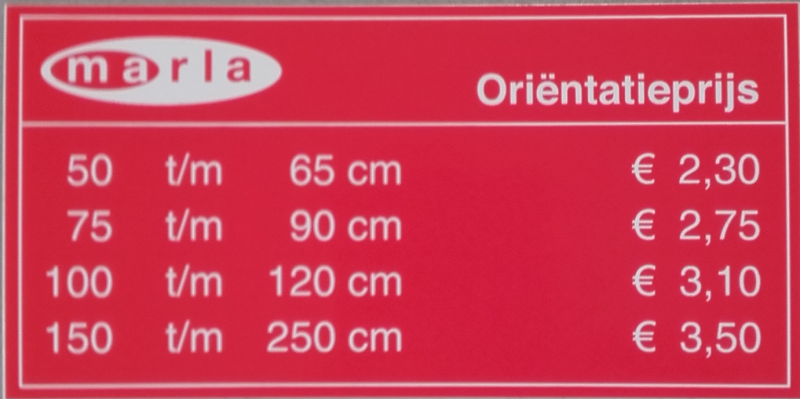 marla
Oriëntatieprijs
50 t/m 65 cm € 2,30
75 t/m 90 cm € 2,75
100 t/m 120 cm € 3,10
150 t/m 250 cm € 3,50